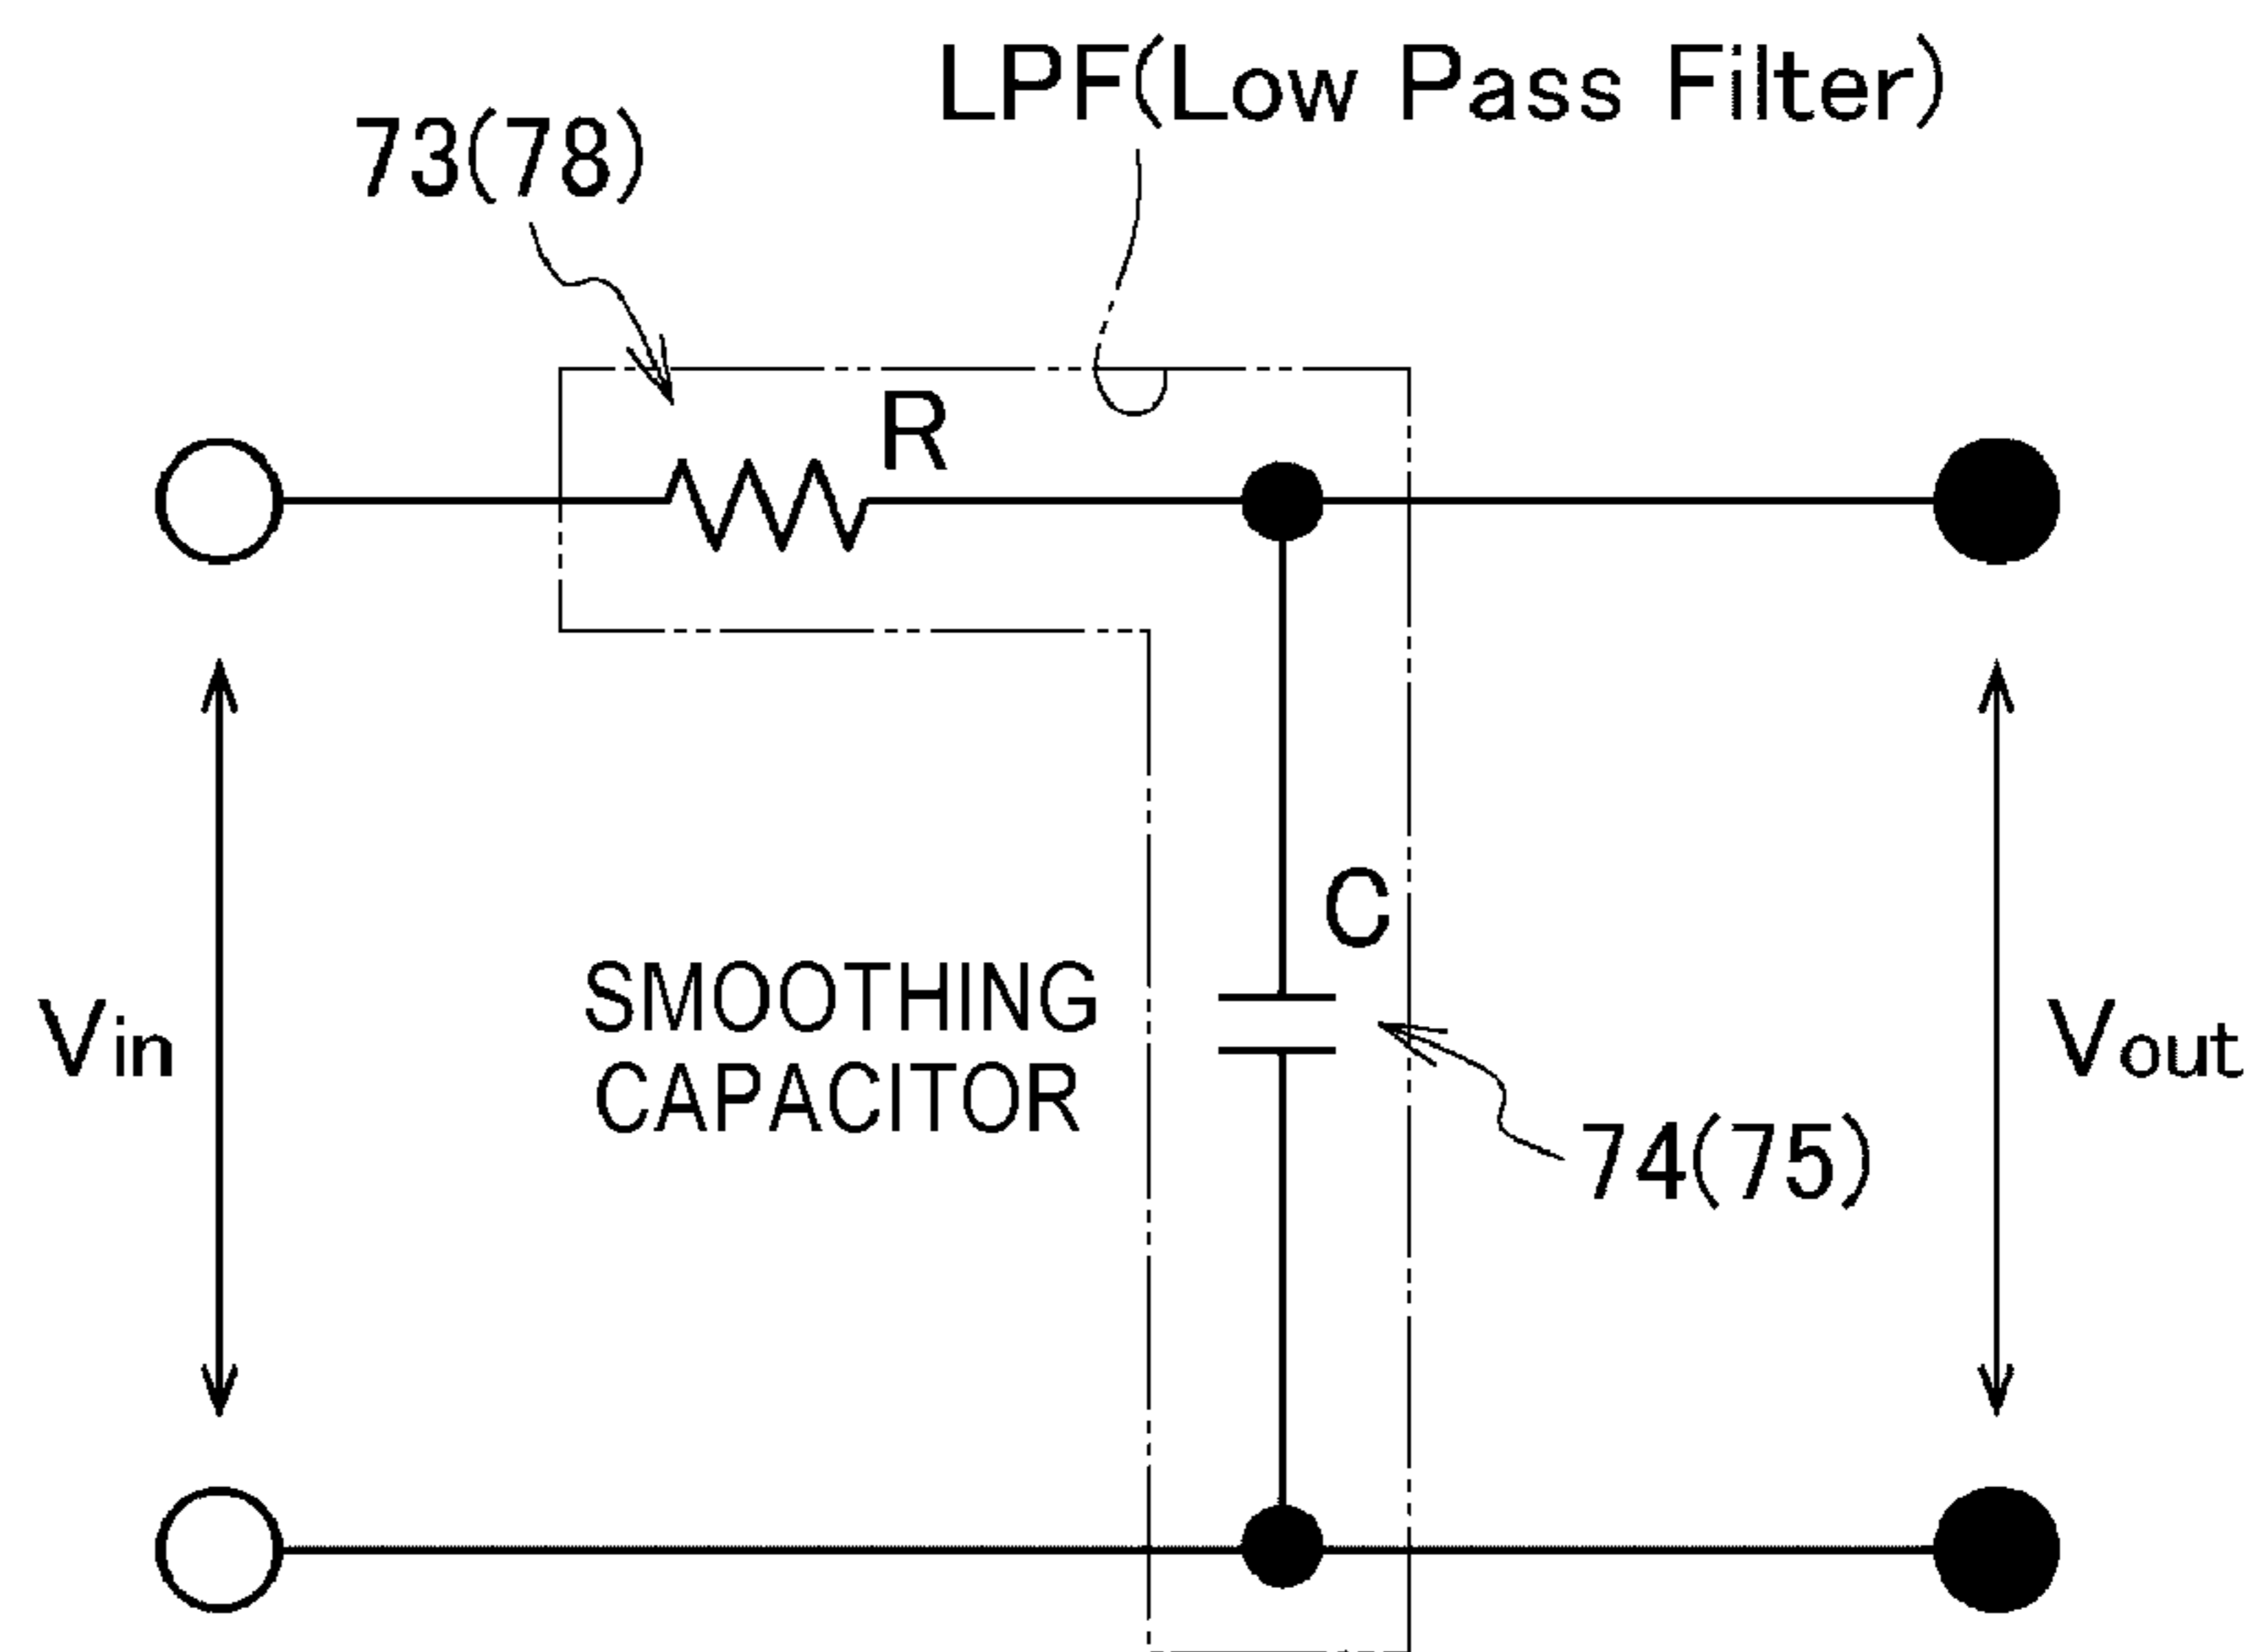 LPF(Low Pass Filter)
73(78)
R
C
SMOOTHING
CAPACITOR
Vin
Vout
74(75)